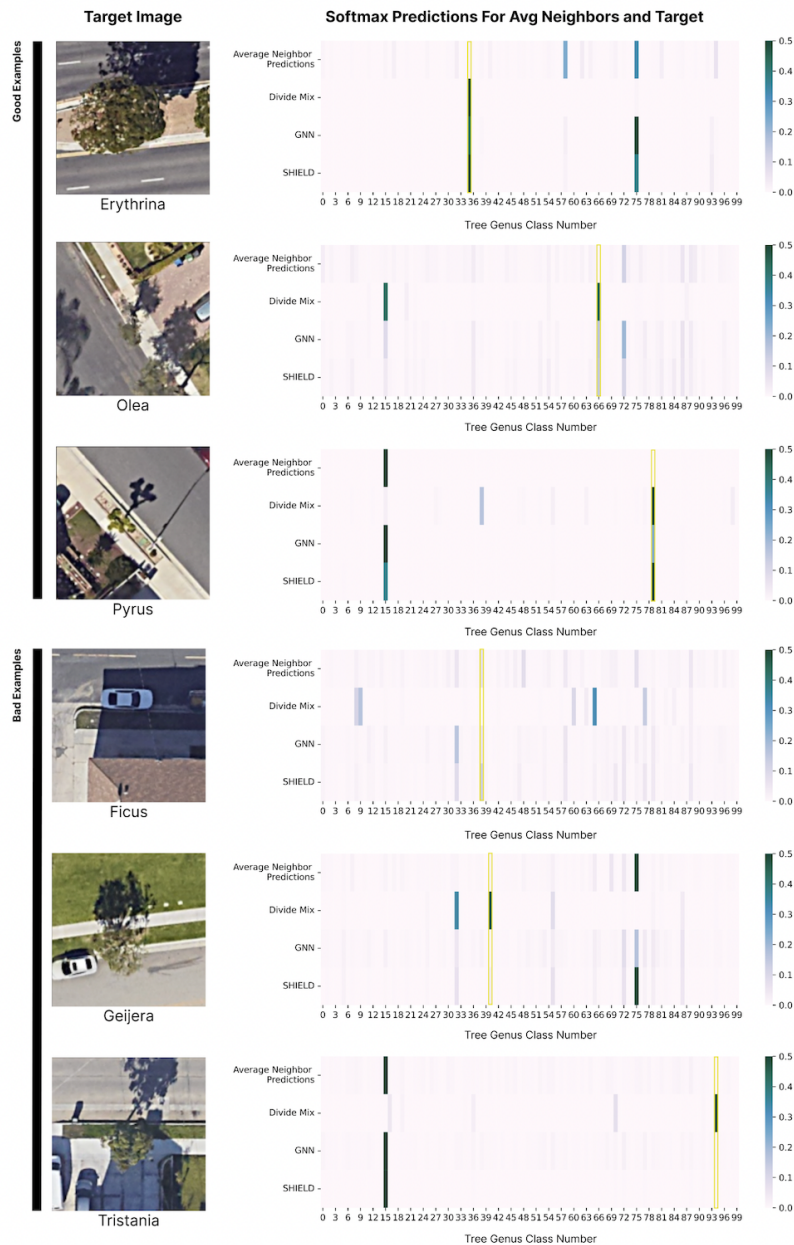 Target Image
Softmax Predictions For Avg Neighbors and Target
Good Examples
Average Neighbor
Predictions
Divide Mix
GNN
SHIELD
0.5
0.4
0.3
0.2
0.1
0.0
0 3 6 9 12 15 18 21 24 27 30 33 36 39 42 45 48 51 54 57 60 63 66 69 72 75 78 81 84 87 90 93 96 99
Tree Genus Class Number
Erythrina
Average Neighbor
Predictions
Divide Mix
GNN
SHIELD
0.5
0.4
0.3
0.2
0.1
0.0
0 3 6 9 12 15 18 21 24 27 30 33 36 39 42 45 48 51 54 57 60 63 66 69 72 75 78 81 84 87 90 93 96 99
Tree Genus Class Number
Olea
Average Neighbor
Predictions
Divide Mix
GNN
SHIELD
0.5
0.4
0.3
0.2
0.1
0.0
0 3 6 9 12 15 18 21 24 27 30 33 36 39 42 45 48 51 54 57 60 63 66 69 72 75 78 81 84 87 90 93 96 99
Tree Genus Class Number
Pyrus
Bad Examples
Average Neighbor
Predictions
Divide Mix
GNN
SHIELD
0.5
0.4
0.3
0.2
0.1
0.0
0 3 6 9 12 15 18 21 24 27 30 33 36 39 42 45 48 51 54 57 60 63 66 69 72 75 78 81 84 87 90 93 96 99
Tree Genus Class Number
Ficus
Average Neighbor
Predictions
Divide Mix
GNN
SHIELD
0.5
0.4
0.3
0.2
0.1
0.0
0 3 6 9 12 15 18 21 24 27 30 33 36 39 42 45 48 51 54 57 60 63 66 69 72 75 78 81 84 87 90 93 96 99
Tree Genus Class Number
Geijera
Average Neighbor
Predictions
Divide Mix
GNN
SHIELD
0.5
0.4
0.3
0.2
0.1
0.0
0 3 6 9 12 15 18 21 24 27 30 33 36 39 42 45 48 51 54 57 60 63 66 69 72 75 78 81 84 87 90 93 96 99
Tree Genus Class Number
Tristania